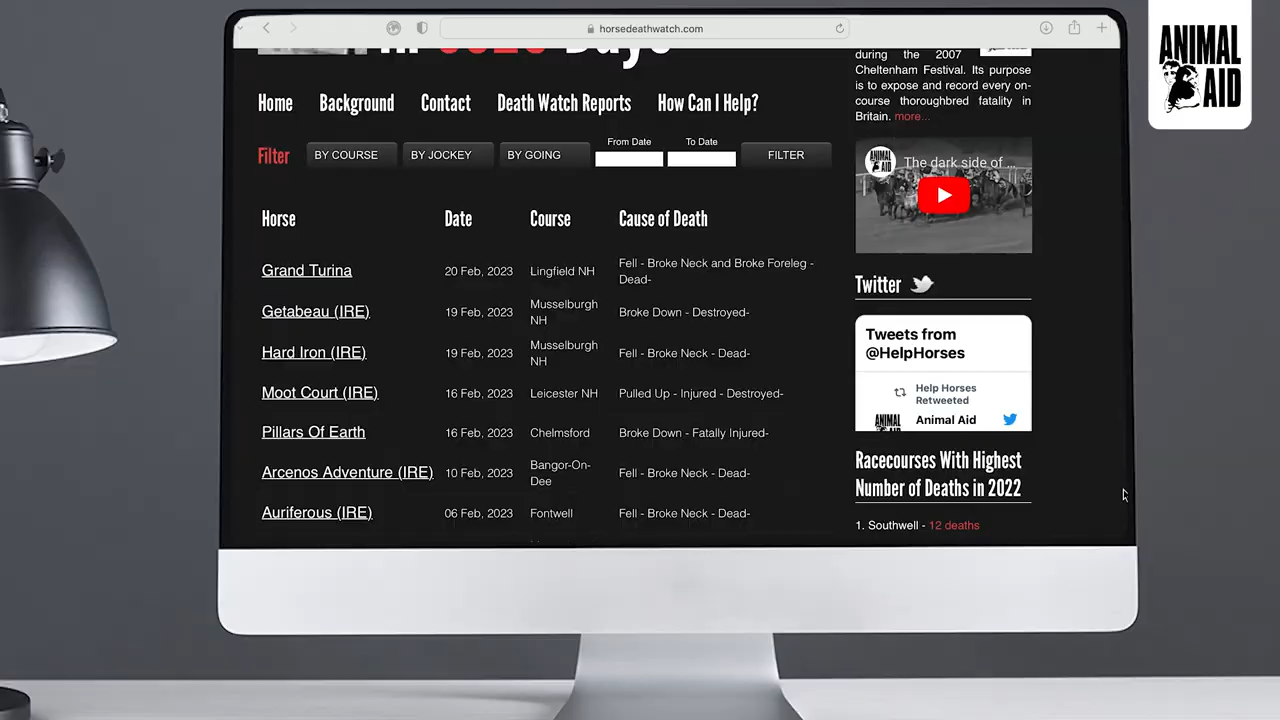 horsedeathwatch.com
Days
Home Background Contact Death Watch Reports How Can I Help?
Filter BY COURSE BY JOCKEY BY GOING From Date To Date FILTER
Horse Date Course Cause of Death
Grand Turina 20 Feb, 2023 Lingfield NH Fell - Broke Neck and Broke Foreleg -
Dead-
Getabeau (IRE) 19 Feb, 2023 Musselburgh
NH Broke Down - Destroyed-
Hard Iron (IRE) 19 Feb, 2023 Musselburgh
NH Fell - Broke Neck - Dead-
Moot Court (IRE) 16 Feb, 2023 Leicester NH Pulled Up - Injured - Destroyed-
Pillars Of Earth 16 Feb, 2023 Chelmsford Broke Down - Fatally Injured-
Arcenos Adventure (IRE) 10 Feb, 2023 Bangor-On-
Dee Fell - Broke Neck - Dead-
Auriferous (IRE) 06 Feb, 2023 Fontwell Fell - Broke Neck - Dead-
during the 2007
Cheltenham Festival. Its purpose
is to expose and record every on-
course thoroughbred fatality in
Britain. more...
ANIMAL
AID
The dark side of ...
Twitter
Tweets from
@HelpHorses
Help Horses
Retweeted
Animal Aid
Racecourses With Highest
Number of Deaths in 2022
1. Southwell - 12 deaths
ANIMAL
AID